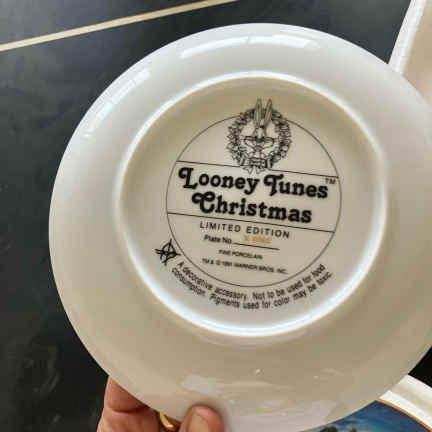 Looney Tunes™
Christmas
LIMITED EDITION
Plate No.
FINE PORCELAIN
TM & © 1991 WARNER BROS. INC.
A decorative accessory. Not to be used for food
consumption. Pigments used for color may be toxic.